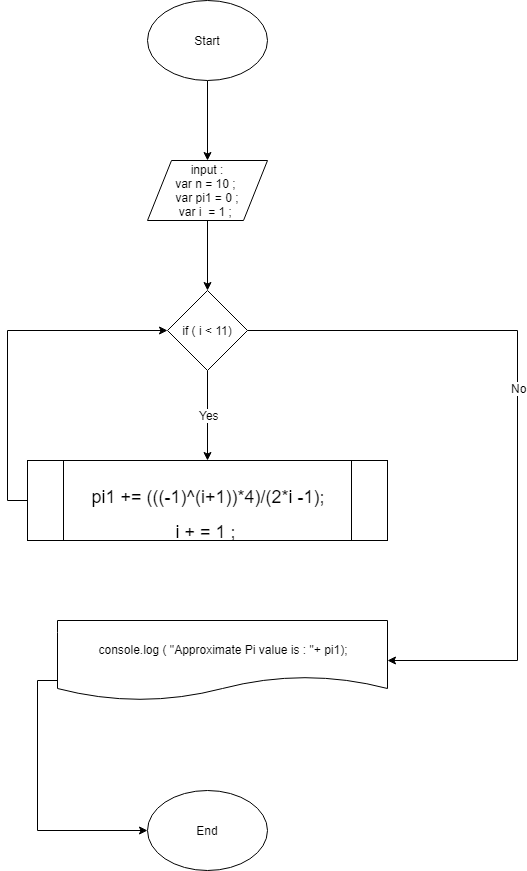 Start
input :
var n = 10 ;
var pi1 = 0 ;
var i  = 1 ;
if ( i < 11)
No
Yes
pi1 += (((-1)^(i+1))*4)/(2*i -1);
i + = 1 ;
console.log ( "Approximate Pi value is : "+ pi1);
End